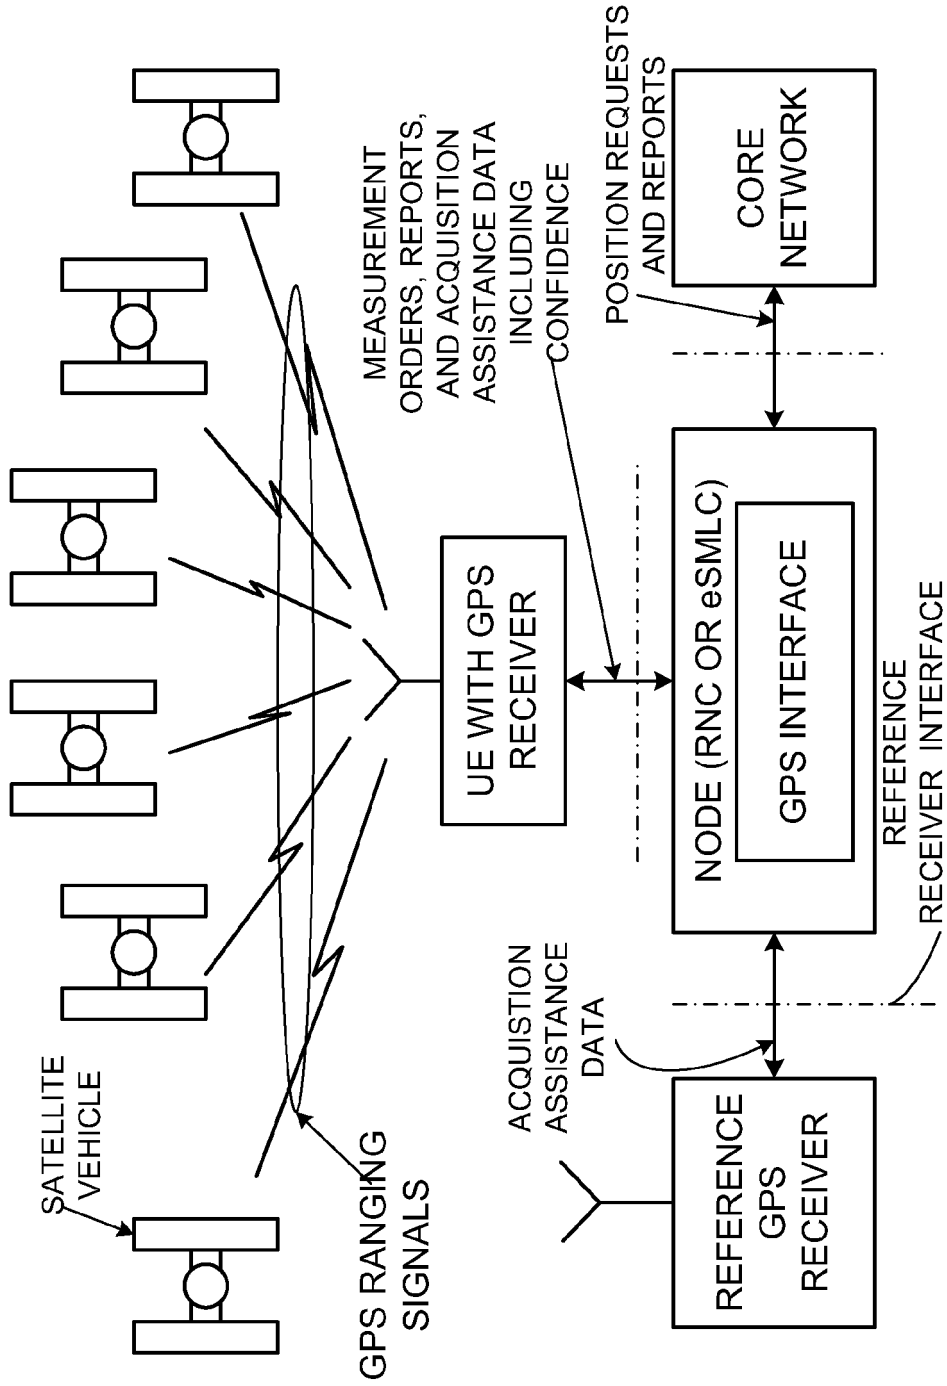 SATELLITE
VEHICLE
GPS RANGING
SIGNALS
MEASUREMENT
ORDERS, REPORTS,
AND ACQUISITION
ASSISTANCE DATA
INCLUDING
CONFIDENCE
UE WITH GPS
RECEIVER
POSITION REQUESTS
AND REPORTS
ACQUISTION
ASSISTANCE
DATA
REFERENCE
GPS
RECEIVER
NODE (RNC OR eSMLC)
GPS INTERFACE
CORE
NETWORK
REFERENCE
RECEIVER INTERFACE